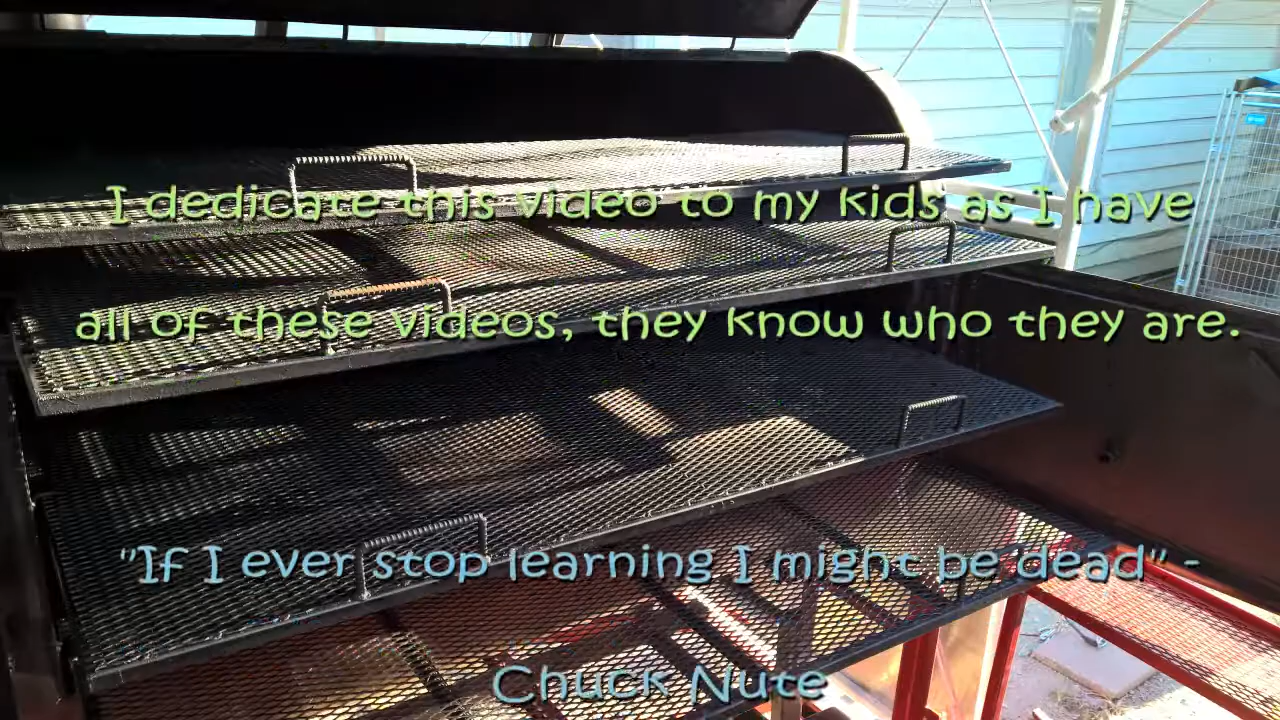 I dedicate this video to my kids as I have
all of these videos, they know who they are.
"If I ever stop learning I might be dead" -
Chuck Nute